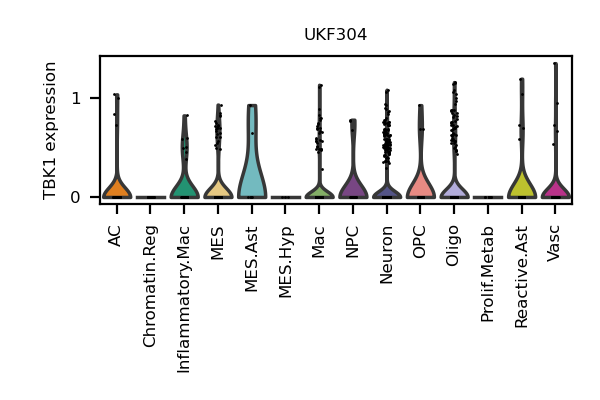 UKF304
TBK1 expression
1
0
AC
Chromatin.Reg
Inflammatory.Mac
MES
MES.Ast
MES.Hyp
Mac
NPC
Neuron
OPC
Oligo
Prolif.Metab
Reactive.Ast
Vasc